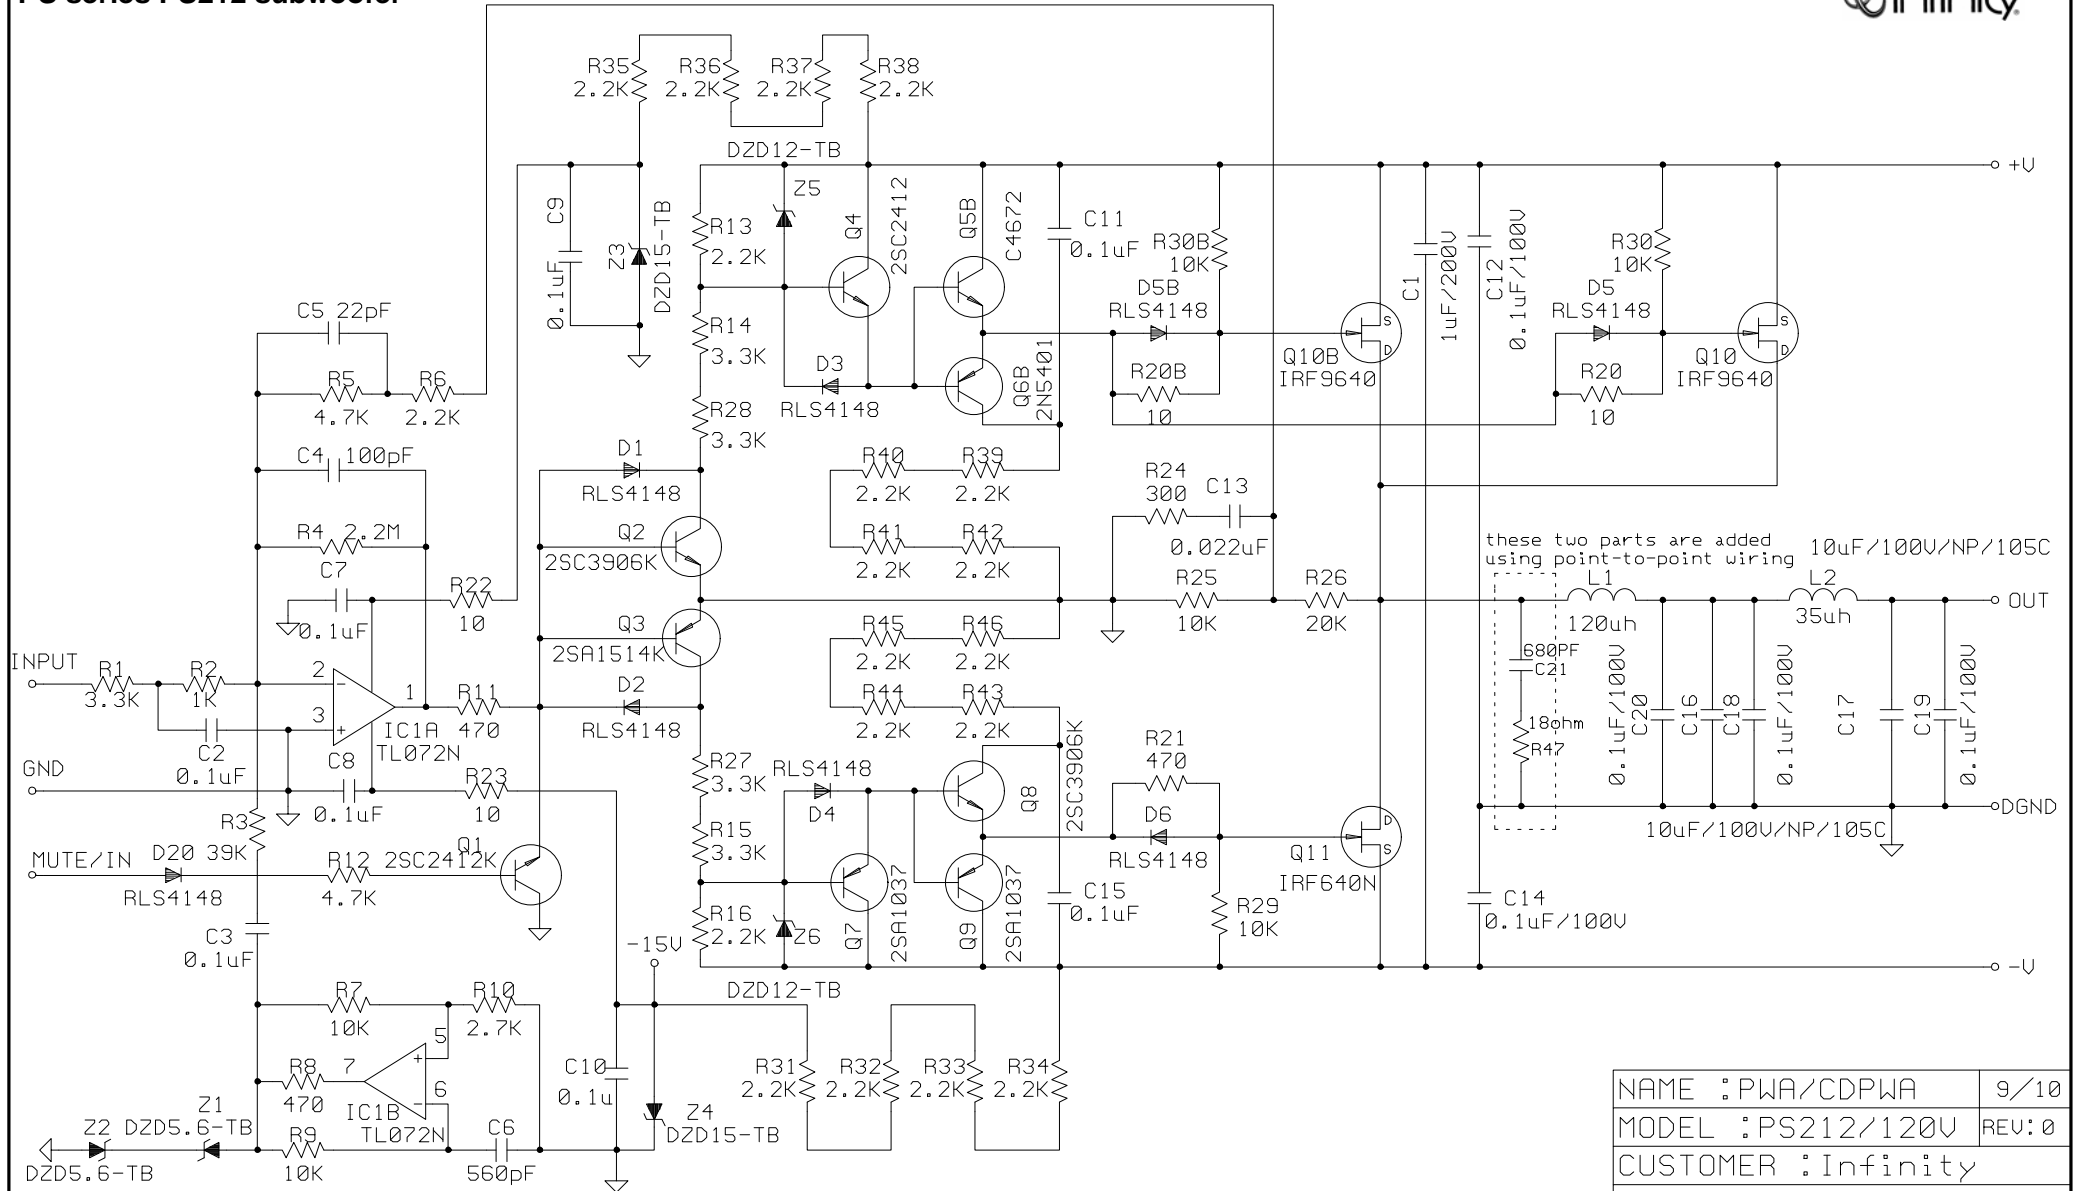 PS series PS212 subwoofer
Infinity
R35
2.2K
R36
2.2K
R37
2.2K
R38
2.2K
DZD12-TB
+V
C9
0.1uF
Z3
DZD15-TB
R13
2.2K
Z5
Q4
2SC2412
Q5B
C4672
C11
0.1uF
R30B
10K
C1
1uF/200V
C12
0.1uF/100V
R30
10K
D5B
RLS4148
D5
RLS4148
C5 22pF
R14
3.3K
D3
RLS4148
Q6B
2N5401
S
D
Q10B
IRF9640
S
D
Q10
IRF9640
R5
4.7K
R6
2.2K
R20B
10
R20
10
R28
3.3K
C4 100pF
D1
RLS4148
R40
2.2K
R39
2.2K
R24
300
C13
0.022uF
R4 2.2M
Q2
2SC3906K
R41
2.2K
R42
2.2K
these two parts are added
using point-to-point wiring
10uF/100V/NP/105C
C7
0.1uF
R22
10
R25
10K
R26
20K
L1
120uh
L2
35uh
OUT
Q3
2SA1514K
R45
2.2K
R46
2.2K
680PF
C21
0.1uF/100V
C20
C16
C18
0.1uF/100V
C17
C19
0.1uF/100V
INPUT
R1
3.3K
R2
1K
2
-
3
+
1
IC1A
TL072N
R11
470
D2
RLS4148
R44
2.2K
R43
2.2K
18ohm
R47
C2
0.1uF
GND
C8
0.1uF
R23
10
R27
3.3K
RLS4148
D4
Q8
2SC3906K
R21
470
D6
RLS4148
D
S
Q11
IRF640N
DGND
10uF/100V/NP/105C
R3
39K
MUTE/IN
D20
RLS4148
R12
4.7K
Q1
2SC2412K
R15
3.3K
R16
2.2K
Z6
Q7
2SA1037
Q9
2SA1037
C15
0.1uF
R29
10K
C14
0.1uF/100V
C3
0.1uF
-15V
-V
DZD12-TB
R7
10K
R10
2.7K
5
+
6
-
7
R8
470
IC1B
TL072N
C10
0.1u
R31
2.2K
R32
2.2K
R33
2.2K
R34
2.2K
Z2
DZD5.6-TB
Z1
DZD5.6-TB
R9
10K
C6
560pF
Z4
DZD15-TB
NAME :PWA/CDPWA 9/10
MODEL :PS212/120V REV:0
CUSTOMER :Infinity